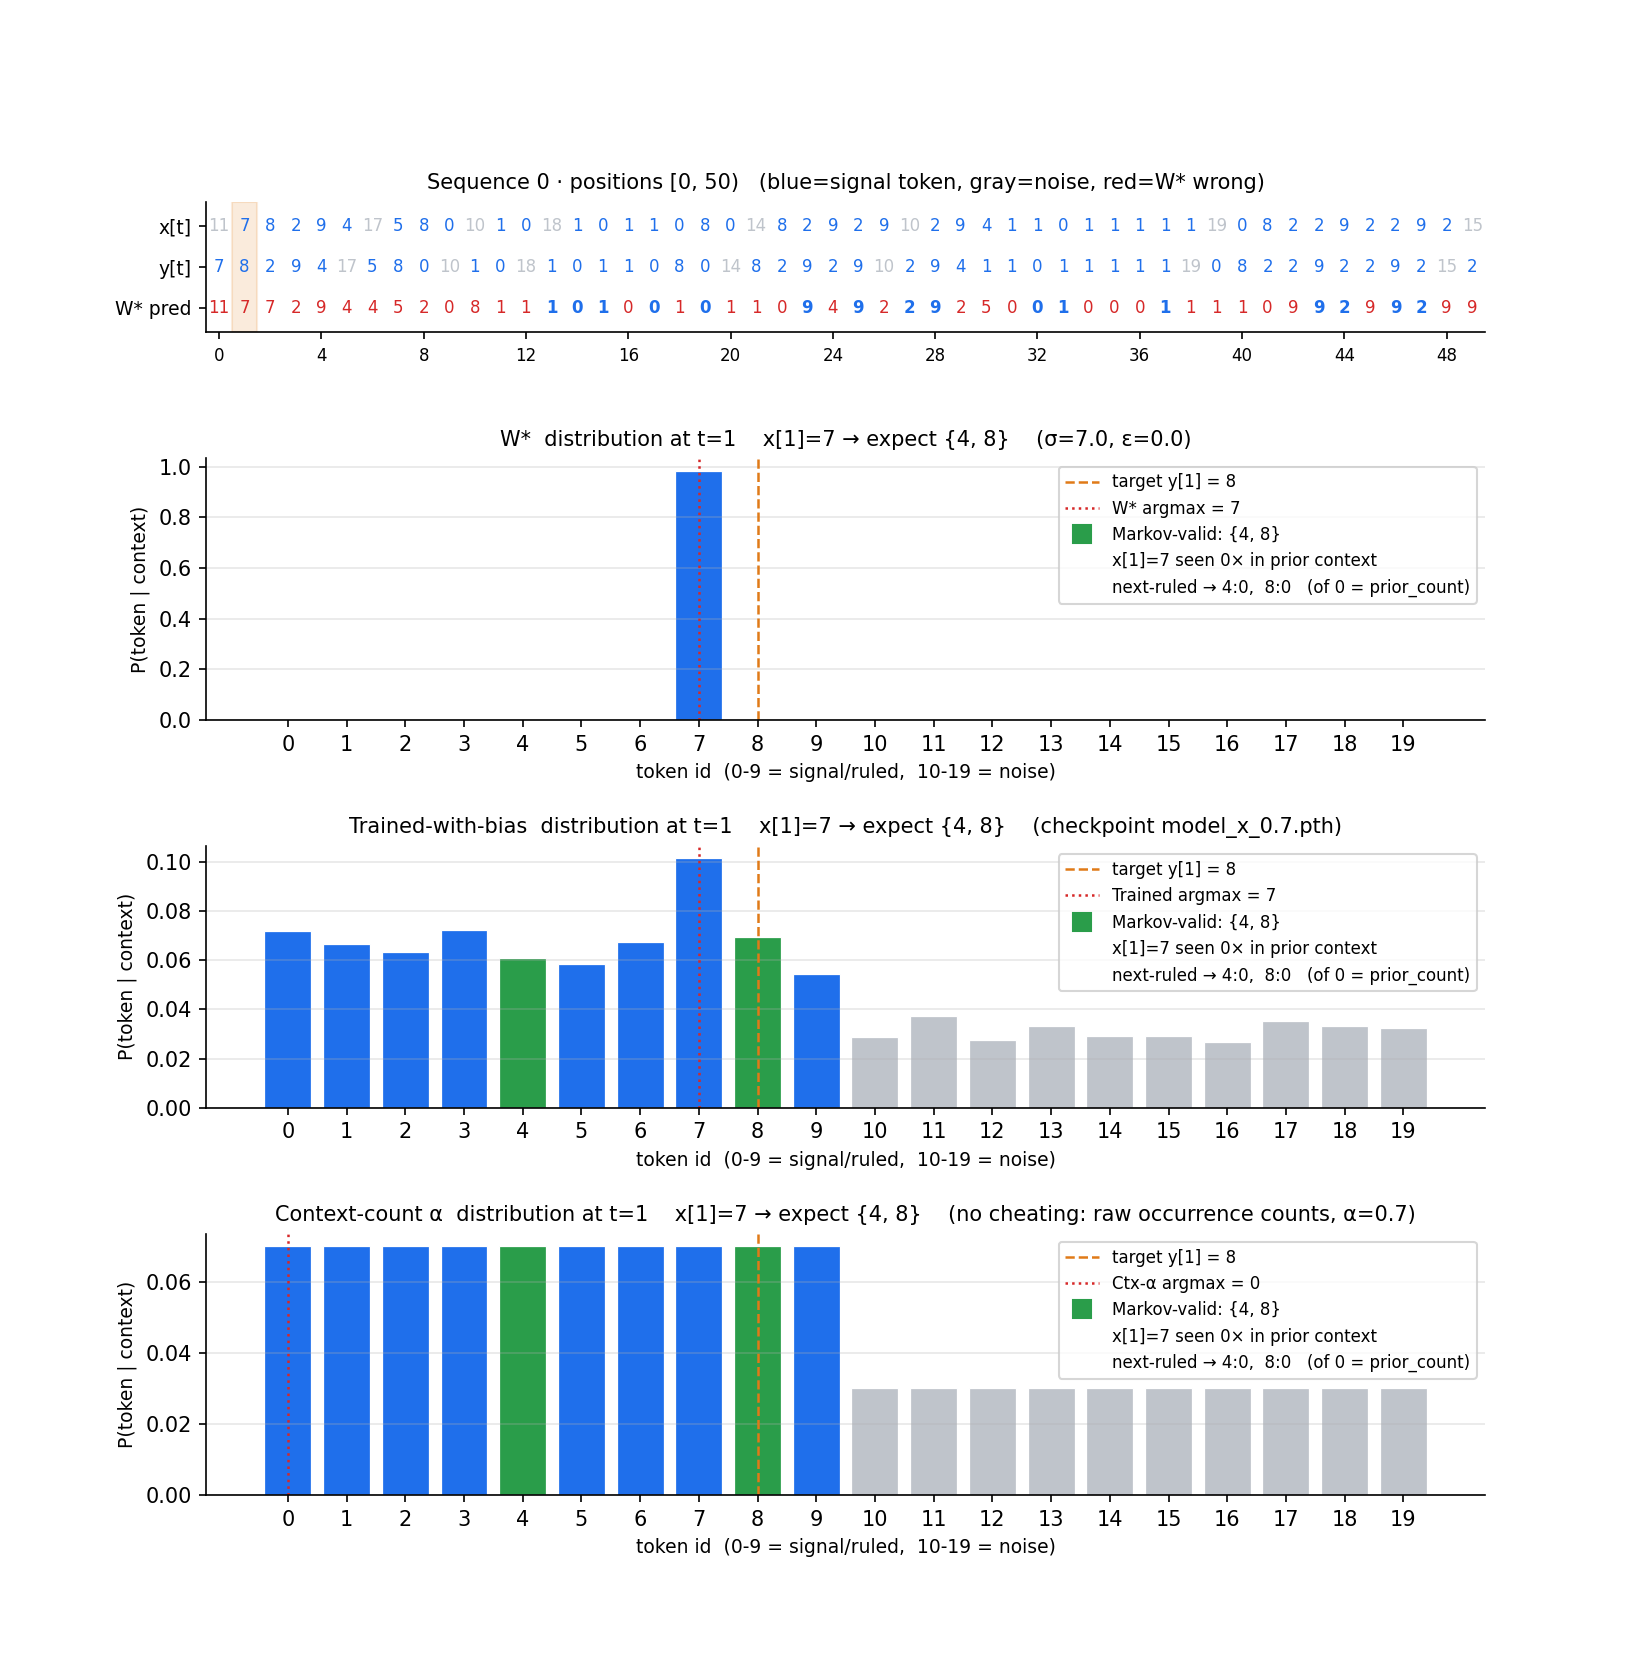 Sequence 0 · positions [0, 50) (blue=signal token, gray=noise, red=W* wrong)
x[t] 11 7 8 2 9 4 17 5 8 0 10 1 0 18 1 0 1 1 0 8 0 14 8 2 9 2 9 10 2 9 4 1 1 0 1 1 1 1 1 19 0 8 2 2 9 2 2 9 2 15
y[t] 7 8 2 9 4 17 5 8 0 10 1 0 18 1 0 1 1 0 8 0 14 8 2 9 2 9 10 2 9 4 1 1 0 1 1 1 1 1 19 0 8 2 2 9 2 2 9 2 15 2
W* pred 11 7 7 2 9 4 4 5 2 0 8 1 1 1 0 1 0 0 1 0 1 1 0 9 4 9 2 2 9 2 5 0 0 1 0 0 0 1 1 1 1 0 9 9 2 9 9 2 9 9
0 4 8 12 16 20 24 28 32 36 40 44 48
W* distribution at t=1 x[1]=7 → expect {4, 8} (σ=7.0, ε=0.0)
P(token | context)
1.0
0.8
0.6
0.4
0.2
0.0
target y[1] = 8
W* argmax = 7
Markov-valid: {4, 8}
x[1]=7 seen 0× in prior context
next-ruled → 4:0, 8:0 (of 0 = prior_count)
0 1 2 3 4 5 6 7 8 9 10 11 12 13 14 15 16 17 18 19
token id (0-9 = signal/ruled, 10-19 = noise)
Trained-with-bias distribution at t=1 x[1]=7 → expect {4, 8} (checkpoint model_x_0.7.pth)
P(token | context)
0.10
0.08
0.06
0.04
0.02
0.00
target y[1] = 8
Trained argmax = 7
Markov-valid: {4, 8}
x[1]=7 seen 0× in prior context
next-ruled → 4:0, 8:0 (of 0 = prior_count)
0 1 2 3 4 5 6 7 8 9 10 11 12 13 14 15 16 17 18 19
token id (0-9 = signal/ruled, 10-19 = noise)
Context-count α distribution at t=1 x[1]=7 → expect {4, 8} (no cheating: raw occurrence counts, α=0.7)
P(token | context)
0.06
0.04
0.02
0.00
target y[1] = 8
Ctx-α argmax = 0
Markov-valid: {4, 8}
x[1]=7 seen 0× in prior context
next-ruled → 4:0, 8:0 (of 0 = prior_count)
0 1 2 3 4 5 6 7 8 9 10 11 12 13 14 15 16 17 18 19
token id (0-9 = signal/ruled, 10-19 = noise)